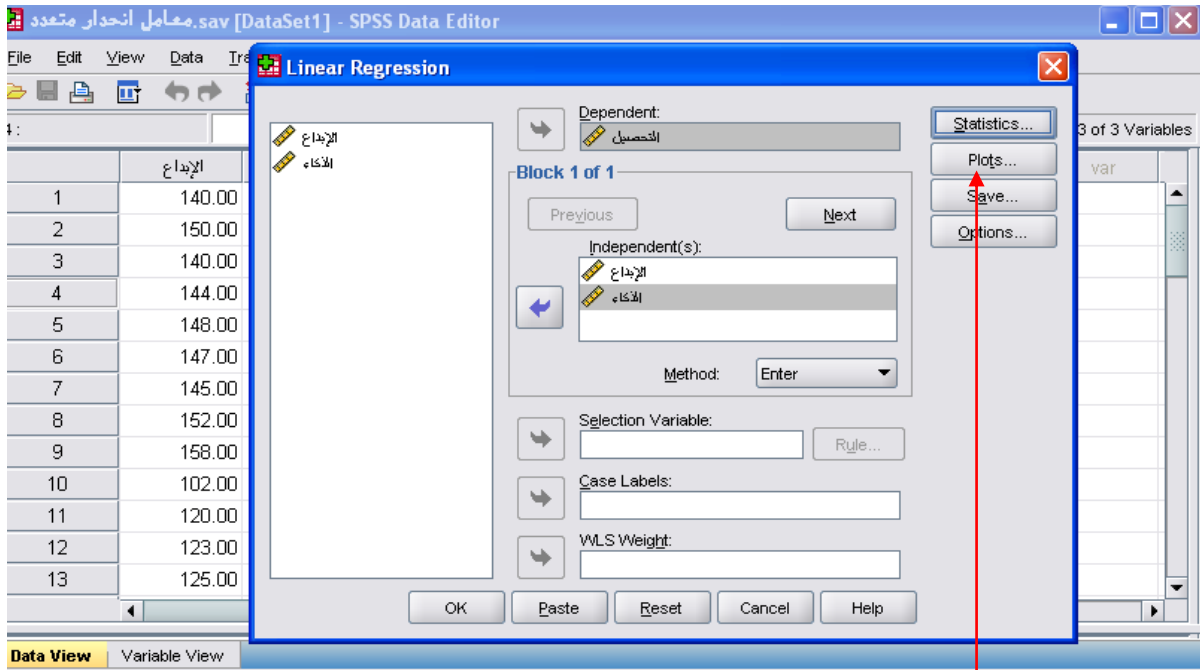 معامل انحدار متعدد.sav [DataSet1] - SPSS Data Editor
File Edit View Data Tra
Linear Regression
4 :
3 of 3 Variables
الإبداع
var
1 140.00
2 150.00
3 140.00
4 144.00
5 148.00
6 147.00
7 145.00
8 152.00
9 158.00
10 102.00
11 120.00
12 123.00
13 125.00
الإبداع
الذكاء
Dependent:
التحصيل
Block 1 of 1
Previous
Next
Independent(s):
الإبداع
الذكاء
Method: Enter
Selection Variable:
Rule...
Case Labels:
WLS Weight:
Statistics...
Plots...
Save...
Options...
OK Paste Reset Cancel Help
Data View Variable View